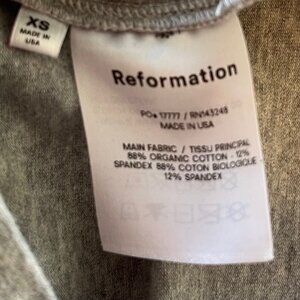 XS
MADE IN
USA
Reformation
PO# 17777 / RN143248
MADE IN USA
MAIN FABRIC / TISSU PRINCIPAL
88% ORGANIC COTTON - 12%
SPANDEX 88% COTON BIOLOGIQUE
12% SPANDEX